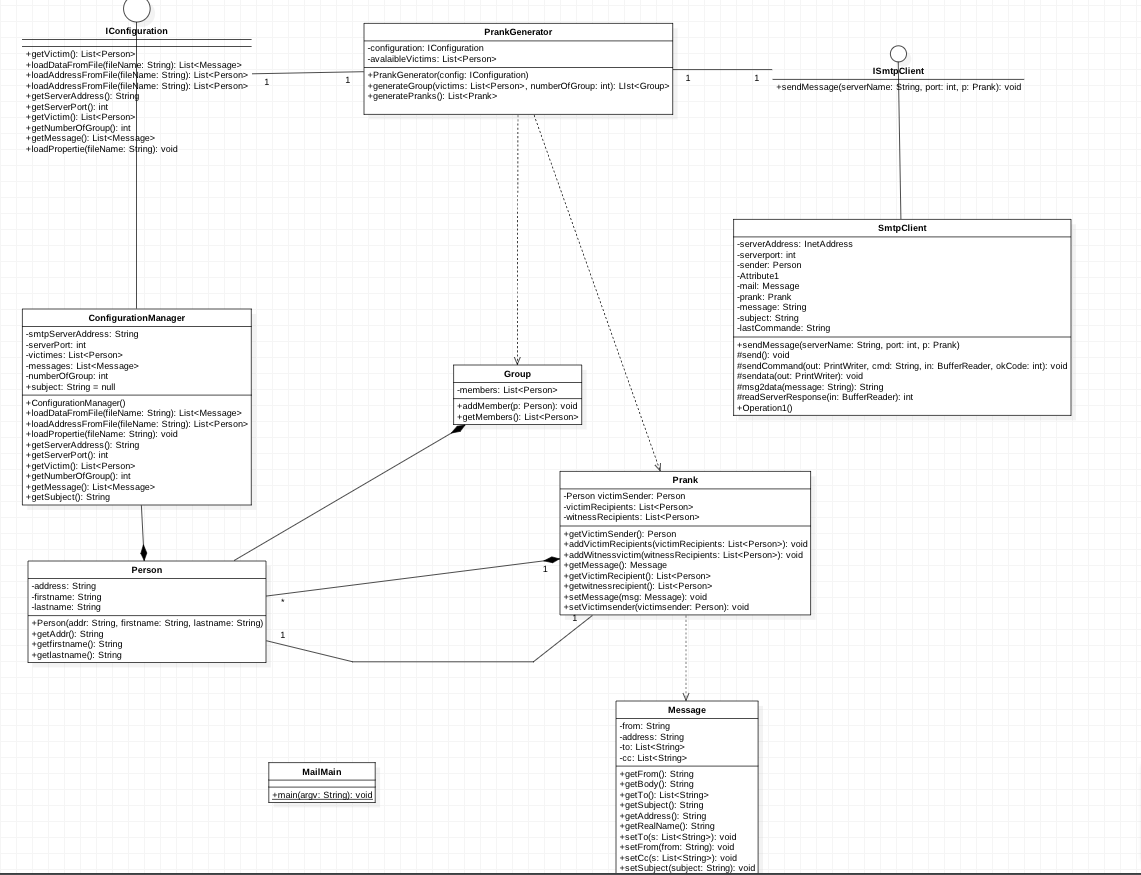 IConfiguration
+getVictim(): List<Person>
+loadDataFromFile(fileName: String): List<Message>
+loadAddressFromFile(fileName: String): List<Person>
+loadAddressFromFile(fileName: String): List<Person>
+getServerAddress(): String
+getServerPort(): int
+getVictim(): List<Person>
+getNumberOfGroup(): int
+getMessage(): List<Message>
+loadPropertie(fileName: String): void
1
1
PrankGenerator
-configuration: IConfiguration
-avalaibleVictims: List<Person>
+PrankGenerator(config: IConfiguration)
+generateGroup(victims: List<Person>, numberOfGroup: int): LIst<Group>
+generatePranks(): List<Prank>
1
1
ISmtpClient
+sendMessage(serverName: String, port: int, p: Prank): void
SmtpClient
-serverAddress: InetAddress
-serverport: int
-sender: Person
-Attribute1
-mail: Message
-prank: Prank
-message: String
-subject: String
-lastCommande: String
+sendMessage(serverName: String, port: int, p: Prank)
#send(): void
#sendCommand(out: PrintWriter, cmd: String, in: BufferReader, okCode: int): void
#sendata(out: PrintWriter): void
#msg2data(message: String): String
#readServerResponse(in: BufferReader): int
+Operation1()
ConfigurationManager
-smtpServerAddress: String
-serverPort: int
-victimes: List<Person>
-messages: List<Message>
-numberOfGroup: int
+subject: String = null
+ConfigurationManager()
+loadDataFromFile(fileName: String): List<Message>
+loadAddressFromFile(fileName: String): List<Person>
+loadPropertie(fileName: String): void
+getServerAddress(): String
+getServerPort(): int
+getVictim(): List<Person>
+getNumberOfGroup(): int
+getMessage(): List<Message>
+getSubject(): String
Group
-members: List<Person>
+addMember(p: Person): void
+getMembers(): List<Person>
Prank
-Person victimSender: Person
-victimRecipients: List<Person>
-witnessRecipients: List<Person>
+getVictimSender(): Person
+addVictimRecipients(victimRecipients: List<Person>): void
+addWitnessvictim(witnessRecipients: List<Person>): void
+getMessage(): Message
+getVictimRecipient(): List<Person>
+getwitnessrecipient(): List<Person>
+setMessage(msg: Message): void
+setVictimsender(victimsender: Person): void
Person
-address: String
-firstname: String
-lastname: String
+Person(addr: String, firstname: String, lastname: String)
+getAddr(): String
+getfirstname(): String
+getlastname(): String
1
*
1
1
MailMain
+main(argv: String): void
Message
-from: String
-address: String
-to: List<String>
-cc: List<String>
+getFrom(): String
+getBody(): String
+getTo(): List<String>
+getSubject(): String
+getAddress(): String
+getRealName(): String
+setTo(s: List<String>): void
+setFrom(from: String): void
+setCc(s: List<String>): void
+setSubject(subject: String): void